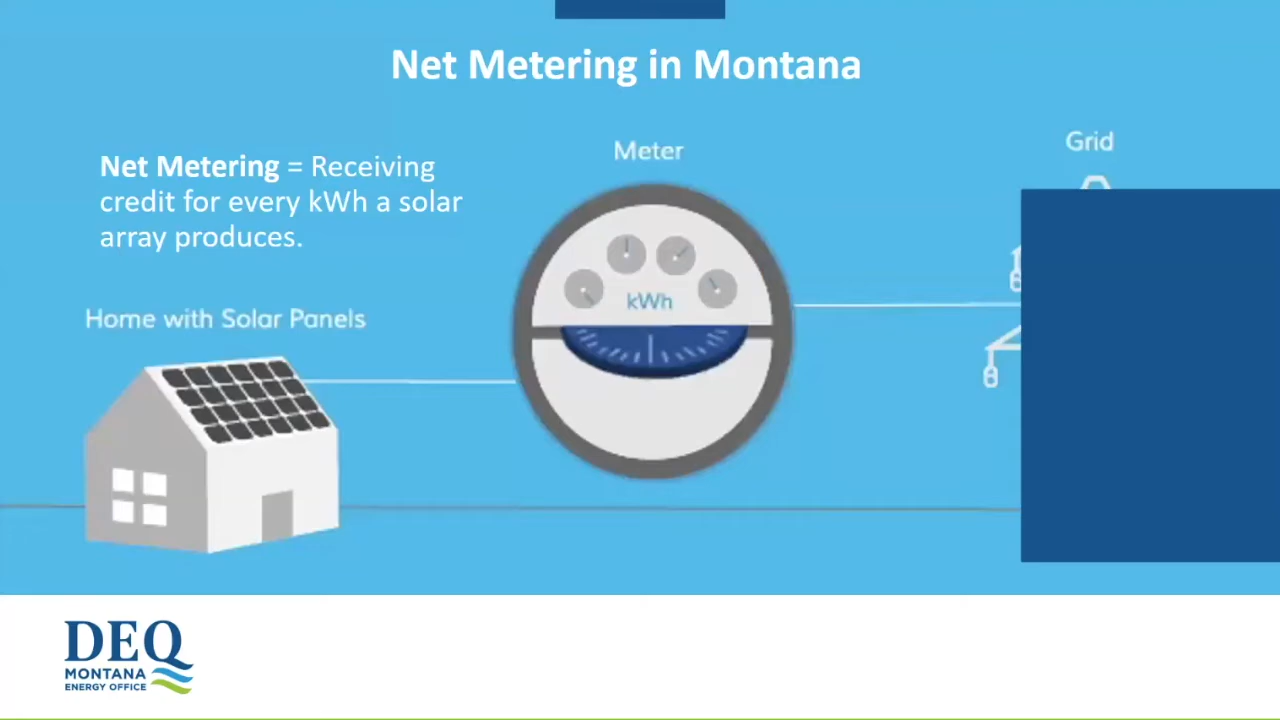 Net Metering in Montana
Net Metering = Receiving
credit for every kWh a solar
array produces.
Meter
Grid
kWh
Home with Solar Panels
DEQ
MONTANA
ENERGY OFFICE